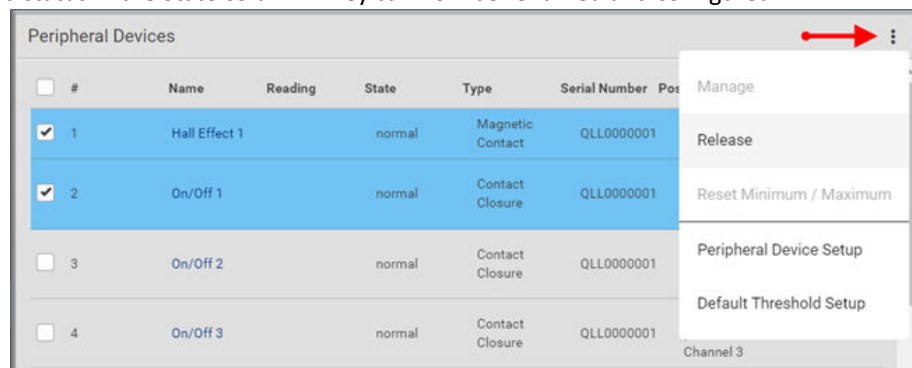 Peripheral Devices
# Name Reading State Type Serial Number Pos
Manage
1 Hall Effect 1 normal Magnetic Contact QLL0000001
Release
2 On/Off 1 normal Contact Closure QLL0000001
Reset Minimum / Maximum
3 On/Off 2 normal Contact Closure QLL0000001
Peripheral Device Setup
Default Threshold Setup
4 On/Off 3 normal Contact Closure QLL0000001
Channel 3